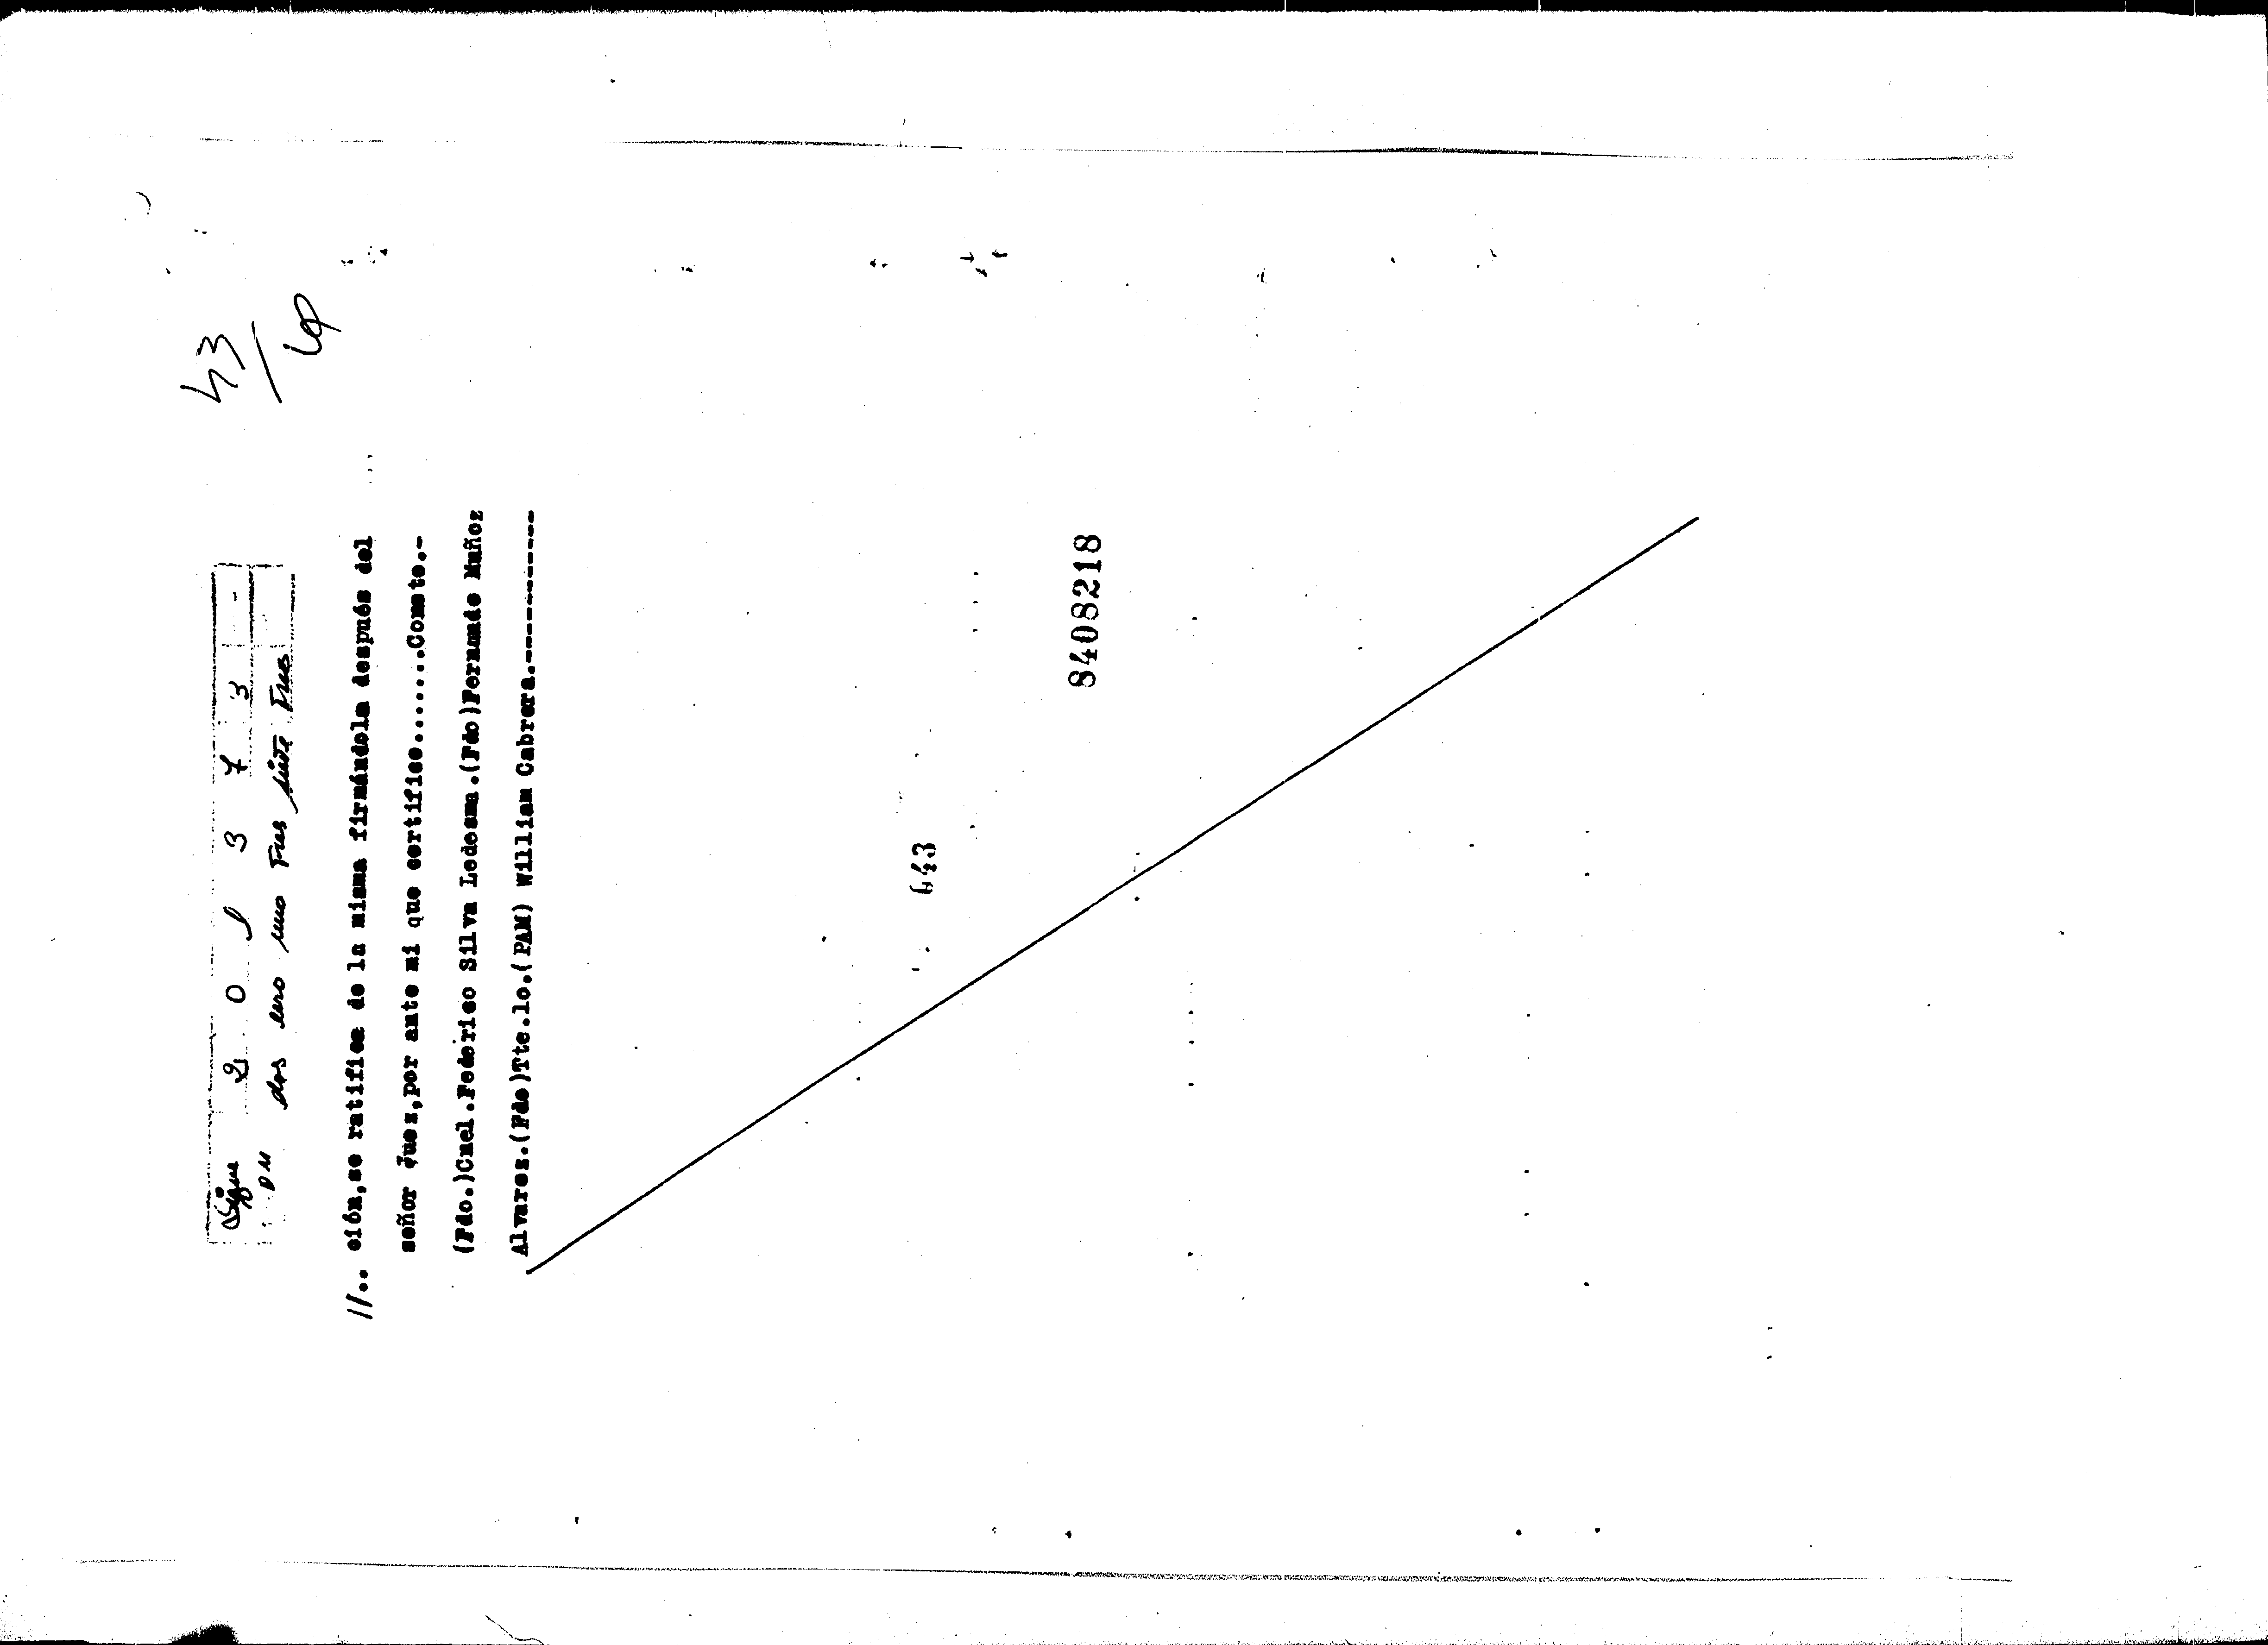 43
Sigue 2 0 1 3 7 3 -
DM dos cero uno Tres siete Tres
//.. ción,se ratifica de la misma firmándola después del
señor Juez,por ante mi que certifico........Conste.-
(Fdo.)Cnel.Federico Silva Ledesma.(Fdo)Fernando Muñoz
Alvarez.(Fdo)Tte.1o.(PAM) William Cabrera.-------------
643
8408218